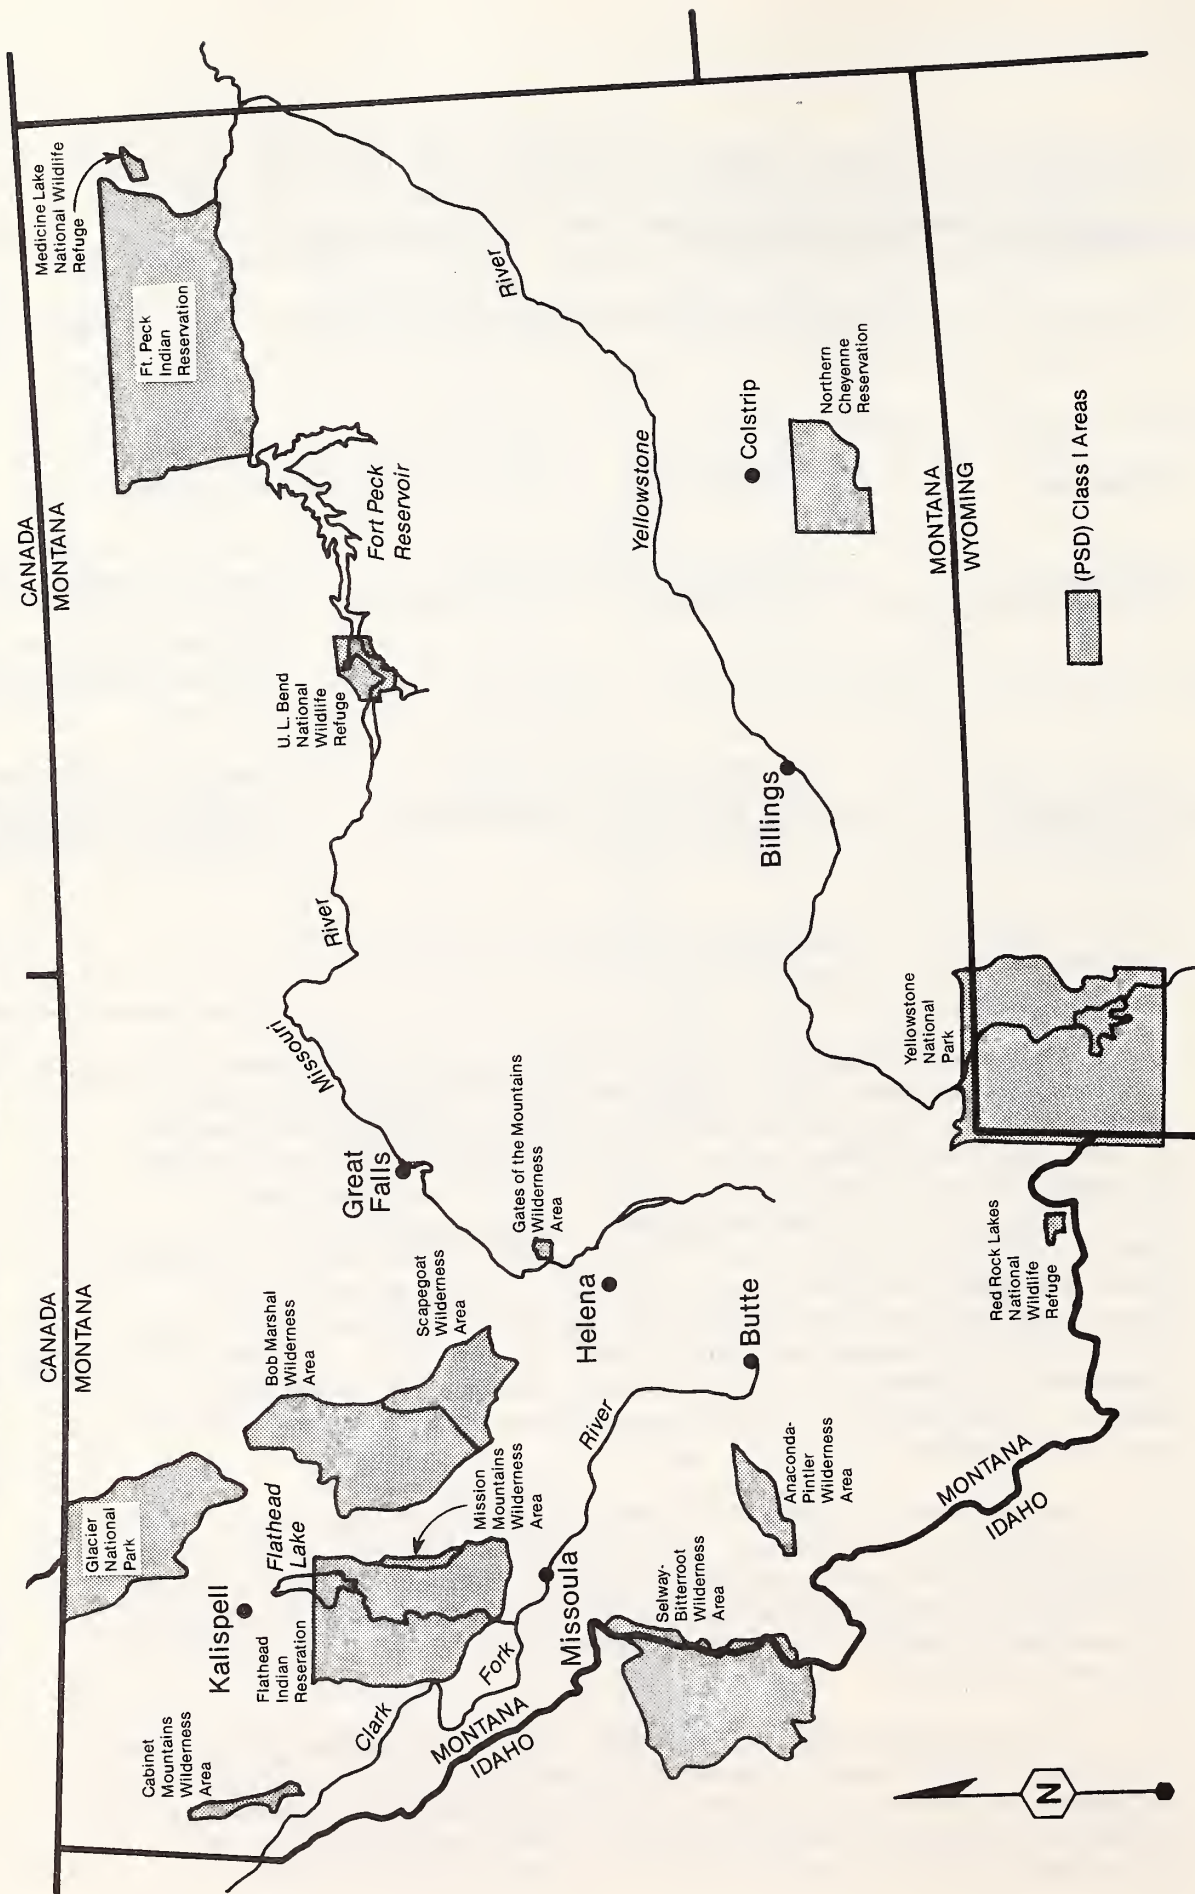 CANADA
MONTANA
CANADA
MONTANA
Glacier
National
Park
Cabinet
Mountains
Wilderness
Area
Kalispell
Flathead
Lake
Flathead
Indian
Reseration
Bob Marshal
Wilderness
Area
Scapegoat
Wilderness
Area
Mission
Mountains
Wilderness
Area
Clark
Fork
River
MONTANA
IDAHO
Missoula
Selway-
Bitterroot
Wilderness
Area
Anaconda-
Pintler
Wilderness
Area
Butte
Helena
Great
Falls
Gates of the Mountains
Wilderness
Area
Missouri
River
U. L. Bend
National
Wildlife
Refuge
Fort Peck
Reservoir
Ft. Peck
Indian
Reservation
Medicine Lake
National Wildlife
Refuge
Yellowstone
River
Billings
Colstrip
Northern
Cheyenne
Reservation
MONTANA
WYOMING
Yellowstone
National
Park
Red Rock Lakes
National
Wildlife
Refuge
MONTANA
IDAHO
N
(PSD) Class I Areas